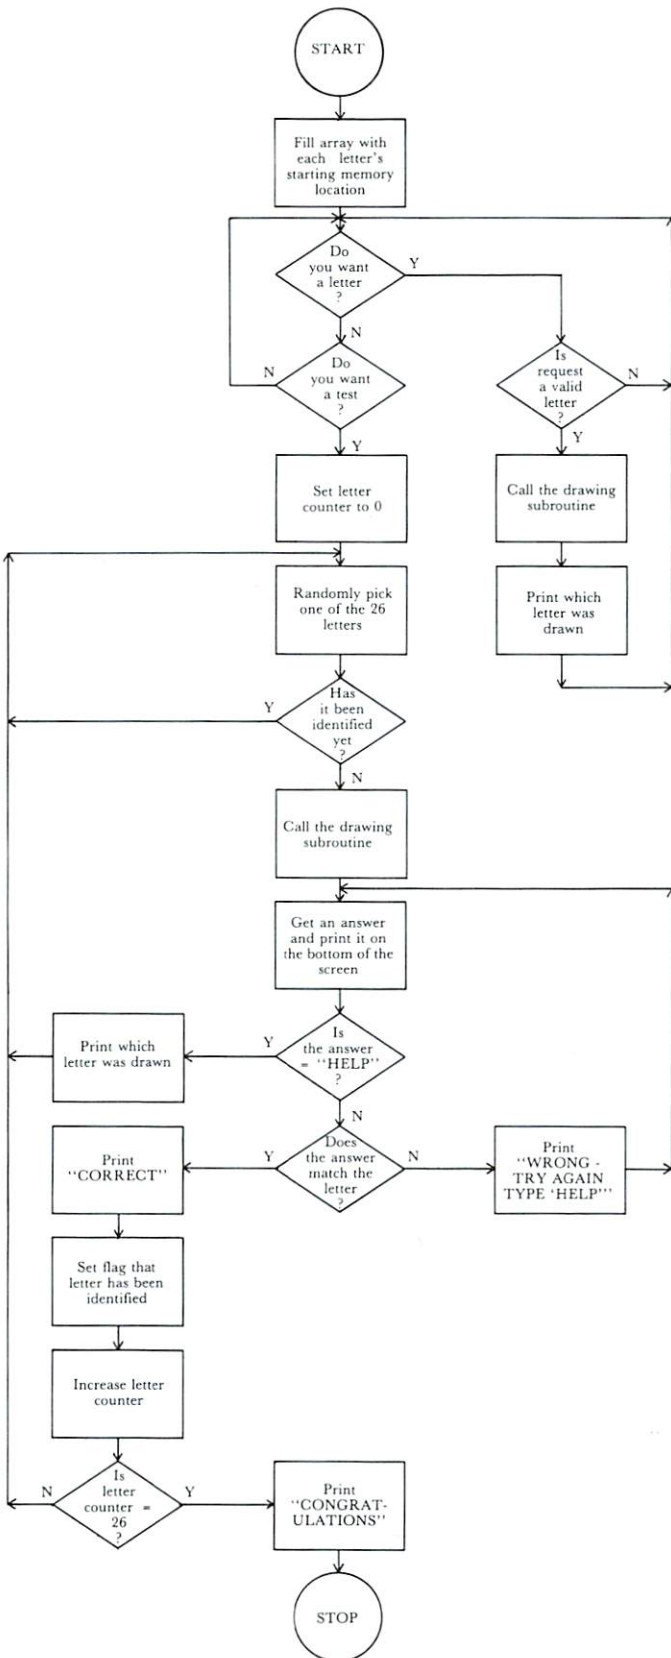 START
Fill array with
each letter's
starting memory
location
Do
you want
a letter
?
Y
N
Do
you want
a test
?
N
Y
Is
request
a valid
letter
?
N
Y
Set letter
counter to 0
Call the drawing
subroutine
Randomly pick
one of the 26
letters
Print which
letter was
drawn
Has
it been
identified
yet
?
Y
N
Call the drawing
subroutine
Get an answer
and print it on
the bottom of the
screen
Is
the answer
= "HELP"
?
Y
N
Print which
letter was drawn
Does
the answer
match the
letter
?
Y
N
Print
"CORRECT"
Print
"WRONG -
TRY AGAIN
TYPE 'HELP'"
Set flag that
letter has been
identified
Increase letter
counter
Is
letter
counter =
26
?
N
Y
Print
"CONGRAT-
ULATIONS"
STOP